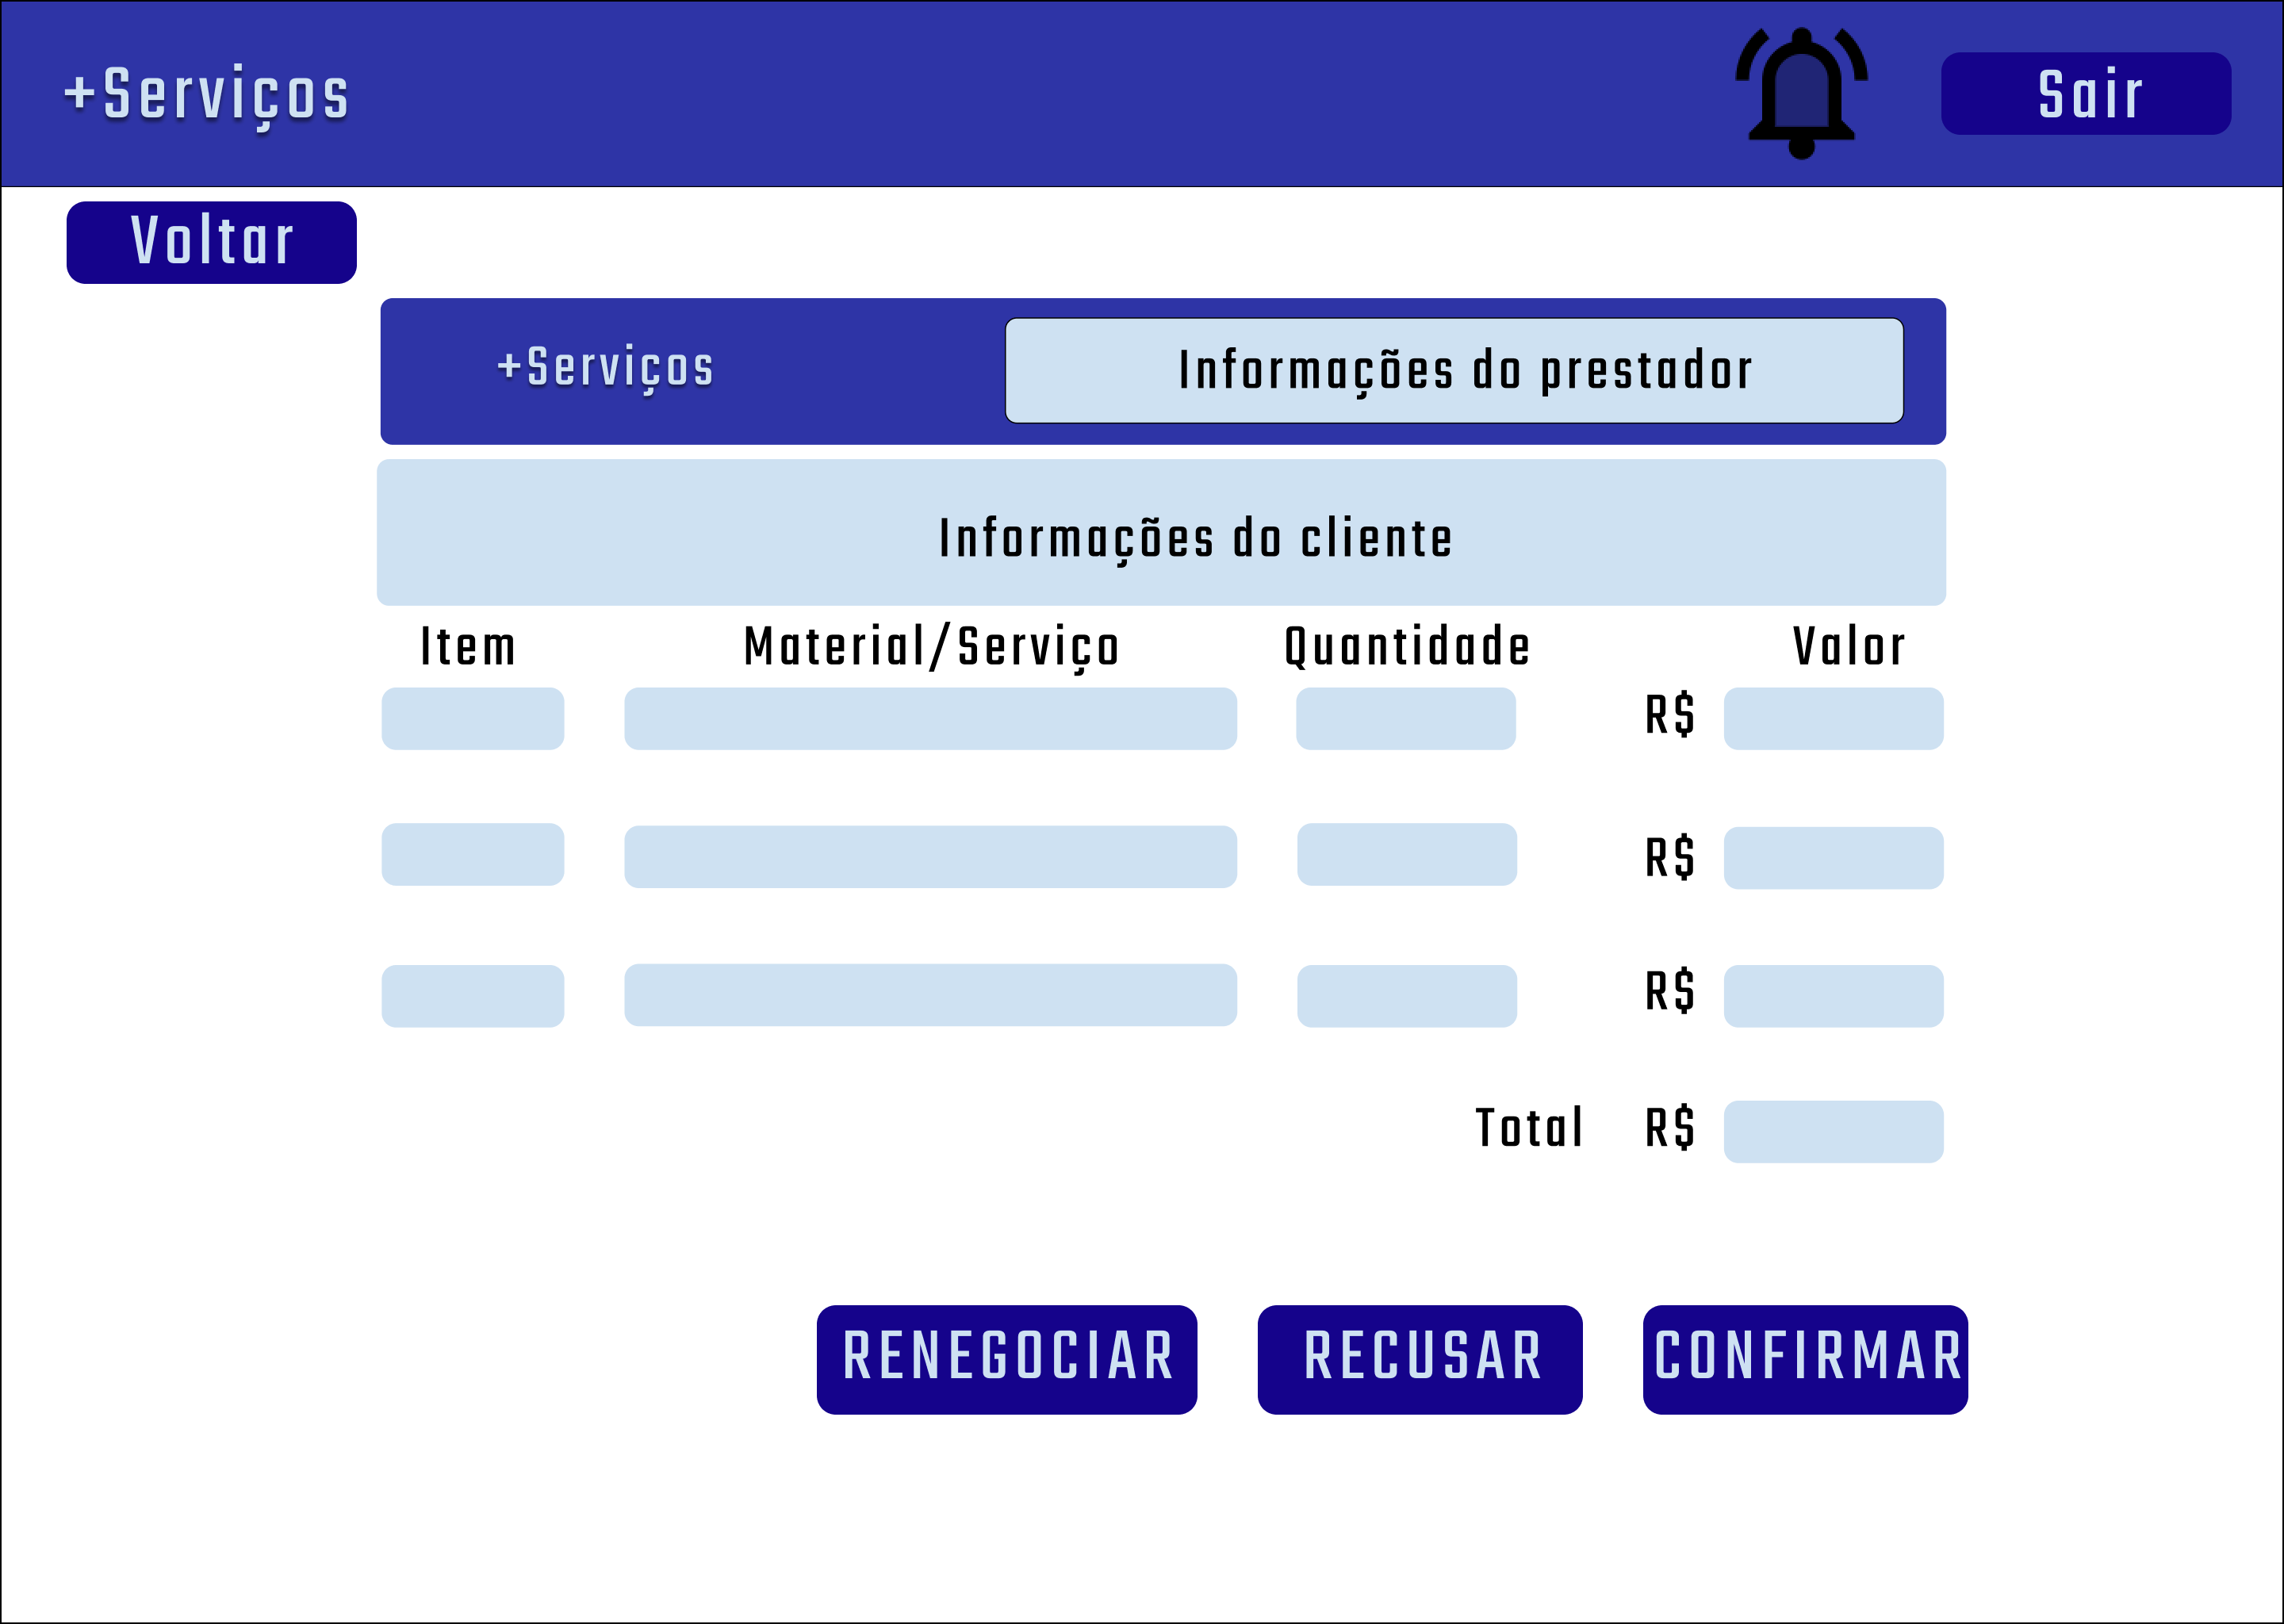 +Serviços
Sair
Voltar
+Serviços
Informações do prestador
Informações do cliente
Item Material/Serviço Quantidade Valor
R$
R$
R$
Total R$
RENEGOCIAR RECUSAR CONFIRMAR